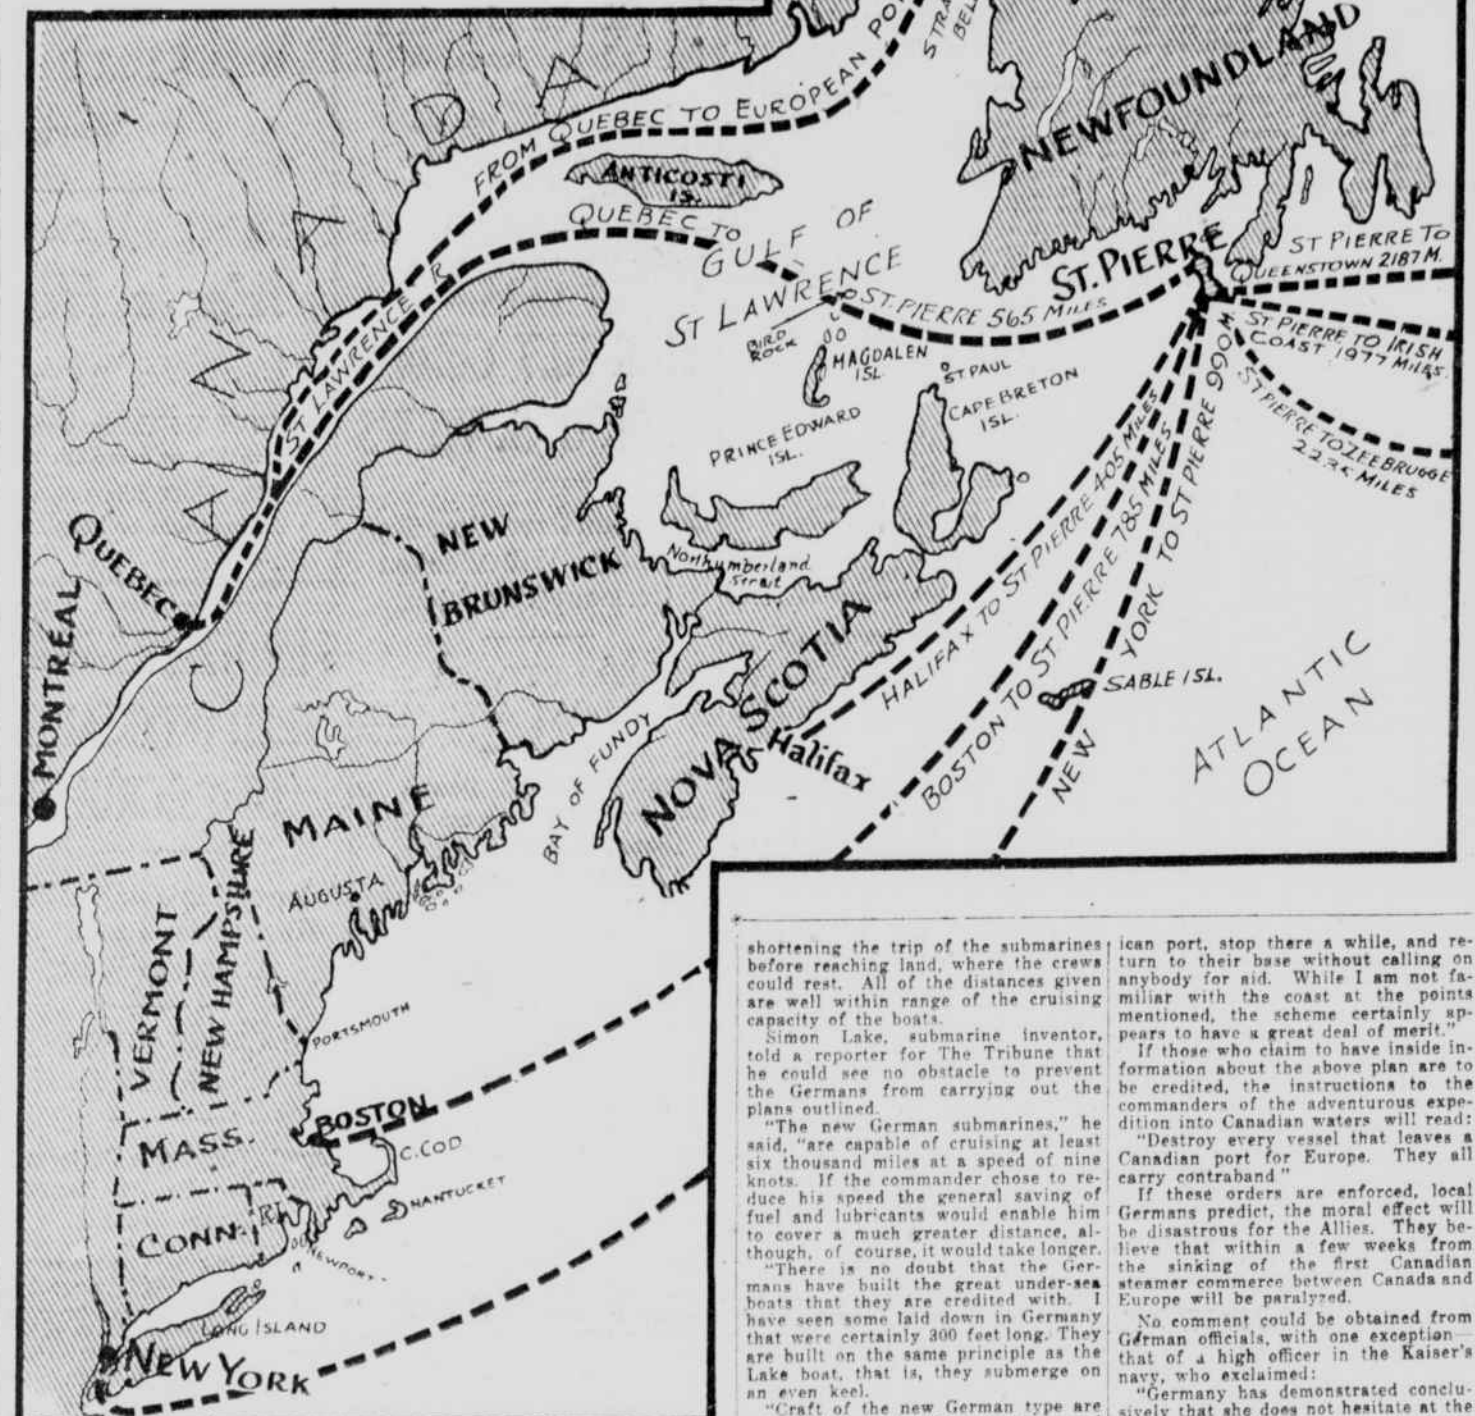 CANADA
FROM QUEBEC TO EUROPEAN
NEWFOUNDLAND
ANTICOSTI
IS.
QUEBEC TO
ST. PIERRE 565 MILES
GULF OF
ST LAWRENCE
ST. PIERRE
ST PIERRE TO
QUEENSTOWN 2187 M.
ST PIERRE TO IRISH
COAST 1977 MILES.
ST PIERRE TO ZEEBRUGGE
MILES
ST LAWRENCE R
BIRD
ROCK
MAGDALEN
ISL.
ST PAUL
CAPE BRETON
ISL.
PRINCE EDWARD
ISL.
Northumberland
Strait
NEW
BRUNSWICK
QUEBEC
MONTRÉAL
NOVA SCOTIA
Halifax
HALIFAX TO ST PIERRE 405 MILES
BOSTON TO ST PIERRE 785 MILES
NEW YORK TO ST PIERRE 990 M.
SABLE ISL.
ATLANTIC
OCEAN
BAY OF FUNDY
MAINE
AUGUSTA
VERMONT
NEW HAMPSHIRE
PORTSMOUTH
BOSTON
MASS.
C. COD
NANTUCKET
CONN.
R.I.
NEWPORT
LONG ISLAND
NEW YORK
shortening the trip of the submarines
before reaching land, where the crews
could rest. All of the distances given
are well within range of the cruising
capacity of the boats.
Simon Lake, submarine inventor,
told a reporter for The Tribune that
he could see no obstacle to prevent
the Germans from carrying out the
plans outlined.
"The new German submarines," he
said, "are capable of cruising at least
six thousand miles at a speed of nine
knots. If the commander chose to re-
duce his speed the general saving of
fuel and lubricants would enable him
to cover a much greater distance, al-
though, of course, it would take longer.
"There is no doubt that the Ger-
mans have built the great under-sea
boats that they are credited with. I
have seen some laid down in Germany
that were certainly 300 feet long. They
are built on the same principle as the
Lake boat, that is, they submerge on
an even keel.
"Craft of the new German type are
ican port, stop there a while, and re-
turn to their base without calling on
anybody for aid. While I am not fa-
miliar with the coast at the points
mentioned, the scheme certainly ap-
pears to have a great deal of merit."
If those who claim to have inside in-
formation about the above plan are to
be credited, the instructions to the
commanders of the adventurous expe-
dition into Canadian waters will read:
"Destroy every vessel that leaves a
Canadian port for Europe. They all
carry contraband"
If these orders are enforced, local
Germans predict, the moral effect will
be disastrous for the Allies. They be-
lieve that within a few weeks from
the sinking of the first Canadian
steamer commerce between Canada and
Europe will be paralyzed.
No comment could be obtained from
German officials, with one exception—
that of a high officer in the Kaiser's
navy, who exclaimed:
"Germany has demonstrated conclu-
sively that she does not hesitate at the